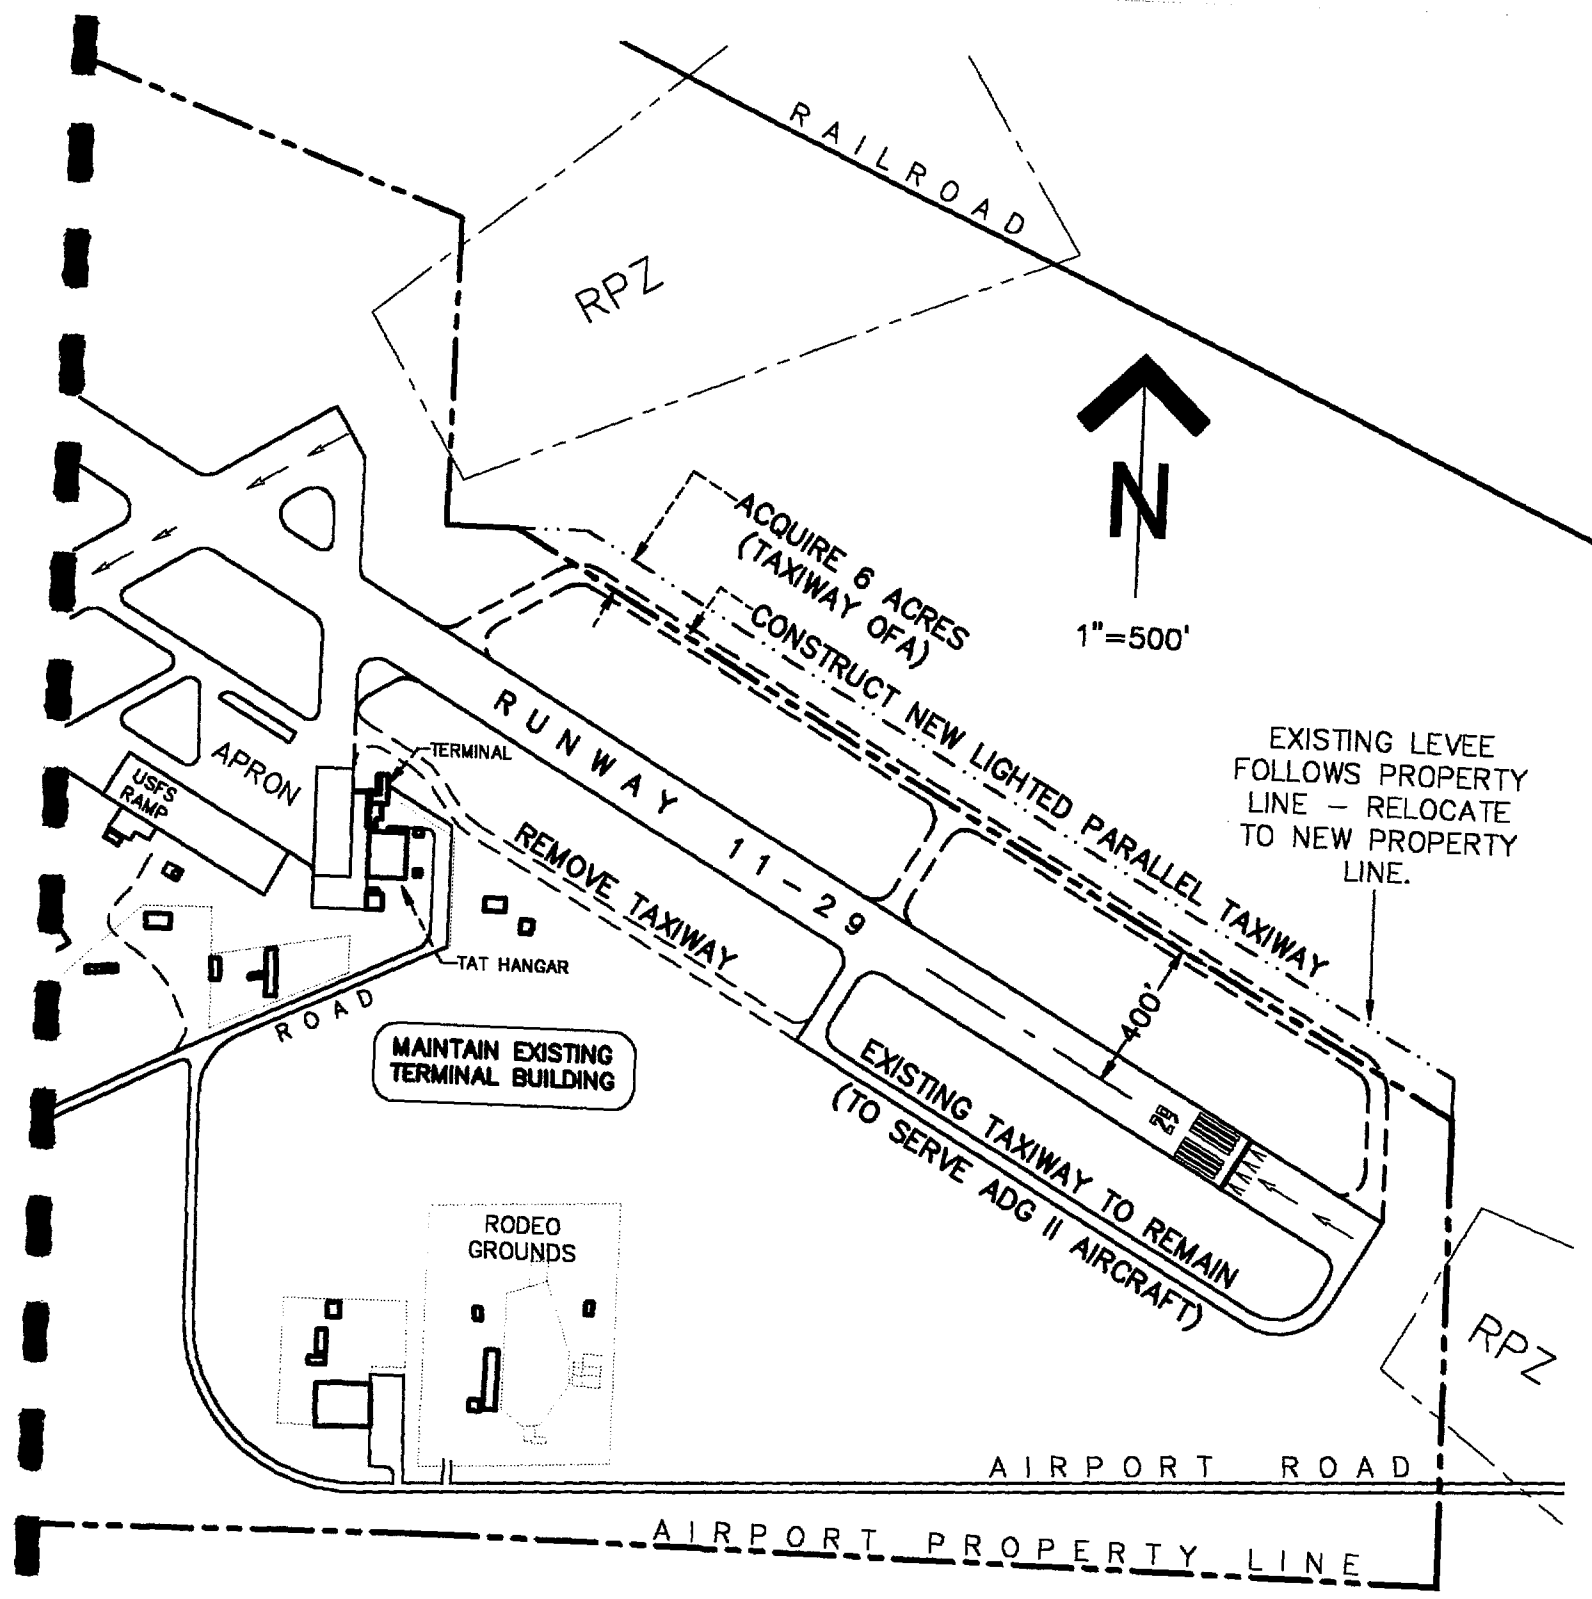 RAILROAD
RPZ
N
1"=500'
ACQUIRE 6 ACRES
(TAXIWAY OFA)
CONSTRUCT NEW LIGHTED PARALLEL TAXIWAY
EXISTING LEVEE
FOLLOWS PROPERTY
LINE – RELOCATE
TO NEW PROPERTY
LINE.
RUNWAY 11-29
TERMINAL
APRON
USFS
RAMP
REMOVE TAXIWAY
TAT HANGAR
ROAD
400'
MAINTAIN EXISTING
TERMINAL BUILDING
EXISTING TAXIWAY TO REMAIN
(TO SERVE ADG II AIRCRAFT)
29
RODEO
GROUNDS
RPZ
AIRPORT ROAD
AIRPORT PROPERTY LINE